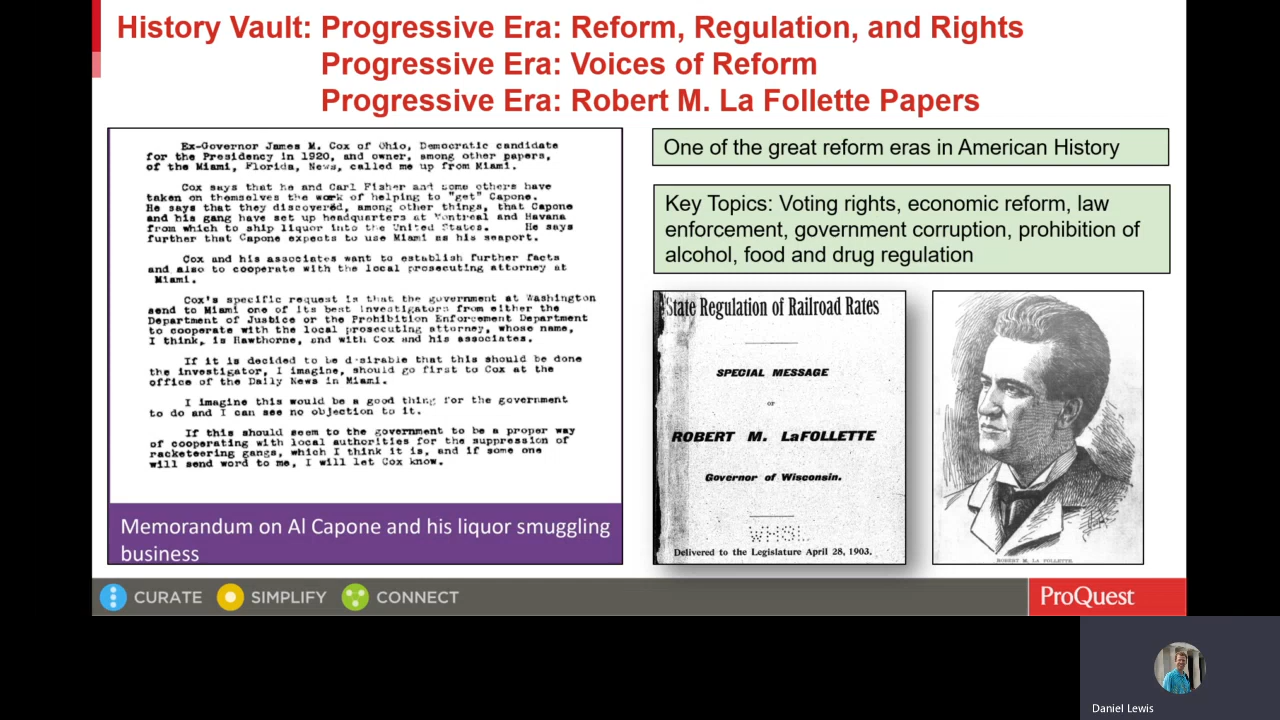 History Vault: Progressive Era: Reform, Regulation, and Rights
Progressive Era: Voices of Reform
Progressive Era: Robert M. La Follette Papers
Ex-Governor James M. Cox of Ohio, Democratic candidate
for the Presidency in 1920, and owner, among other papers,
of the Miami, Florida, News, called me up from Miami.
Cox says that he and Carl Fisher and some others have
taken on themselves the work of helping to "get" Capone.
He says that they discovered, among other things, that Capone
and his gang have set up headquarters at Montreal and Havana
from which to ship liquor into the United States. He says
further that Capone expects to use Miami as his seaport.
Cox and his associates want to establish further facts
and also to cooperate with the local prosecuting attorney at
Miami.
Cox's specific request is that the government at Washington
send to Miami one of its best investigators from either the
Department of Justice or the Prohibition Enforcement Department
to cooperate with the local prosecuting attorney, whose name,
I think, is Hawthorne, and with Cox and his associates.
If it is decided to be d-sirable that this should be done
the investigator, I imagine, should go first to Cox at the
office of the Daily News in Miami.
I imagine this would be a good thing for the government
to do and I can see no objection to it.
If this should seem to the government to be a proper way
of cooperating with local authorities for the suppression of
racketeering gangs, which I think it is, and if some one
will send word to me, I will let Cox know.
Memorandum on Al Capone and his liquor smuggling
business
One of the great reform eras in American History
Key Topics: Voting rights, economic reform, law
enforcement, government corruption, prohibition of
alcohol, food and drug regulation
State Regulation of Railroad Rates
SPECIAL MESSAGE
OF
ROBERT M. LaFOLLETTE
Governor of Wisconsin.
WHSL
Delivered to the Legislature April 28, 1903.
ROBERT M. LA FOLLETTE.
CURATE SIMPLIFY CONNECT
ProQuest
Daniel Lewis